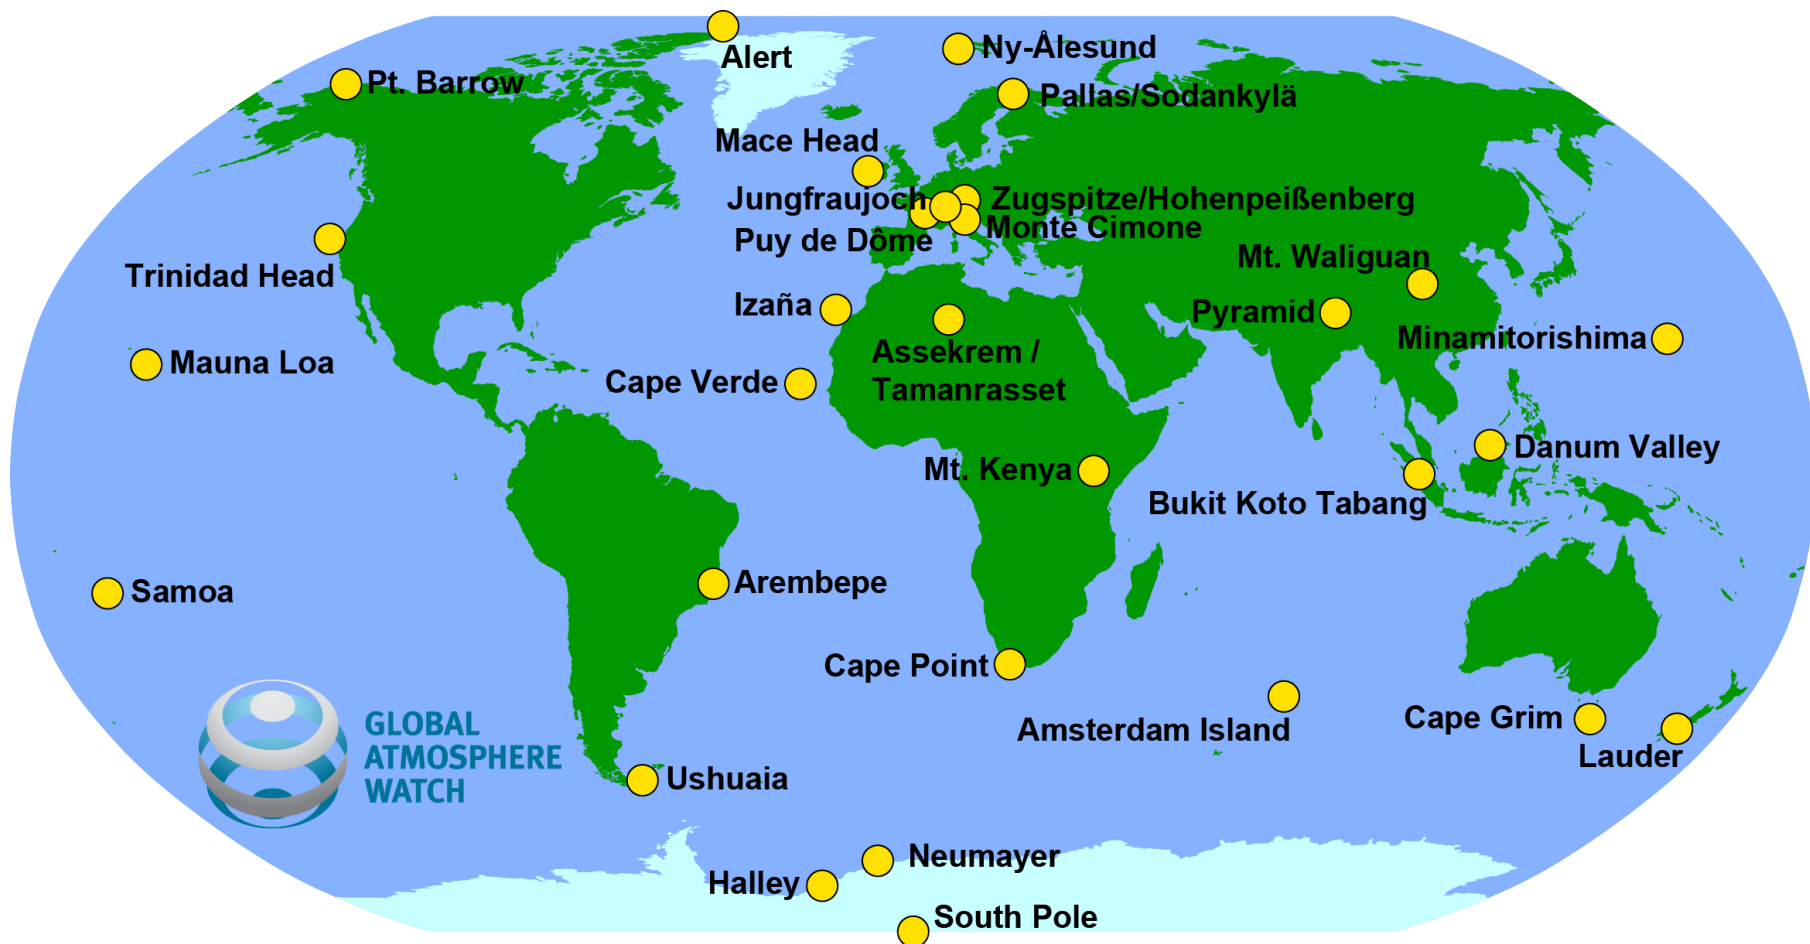 Alert
Ny-Ålesund
Pt. Barrow
Pallas/Sodankylä
Mace Head
Jungfraujoch
Zugspitze/Hohenpeißenberg
Puy de Dôme
Monte Cimone
Mt. Waliguan
Trinidad Head
Izaña
Pyramid
Minamitorishima
Assekrem /
Tamanrasset
Mauna Loa
Cape Verde
Danum Valley
Mt. Kenya
Bukit Koto Tabang
Samoa
Arembepe
Cape Point
Amsterdam Island
Cape Grim
Lauder
GLOBAL
ATMOSPHERE
WATCH
Ushuaia
Neumayer
Halley
South Pole